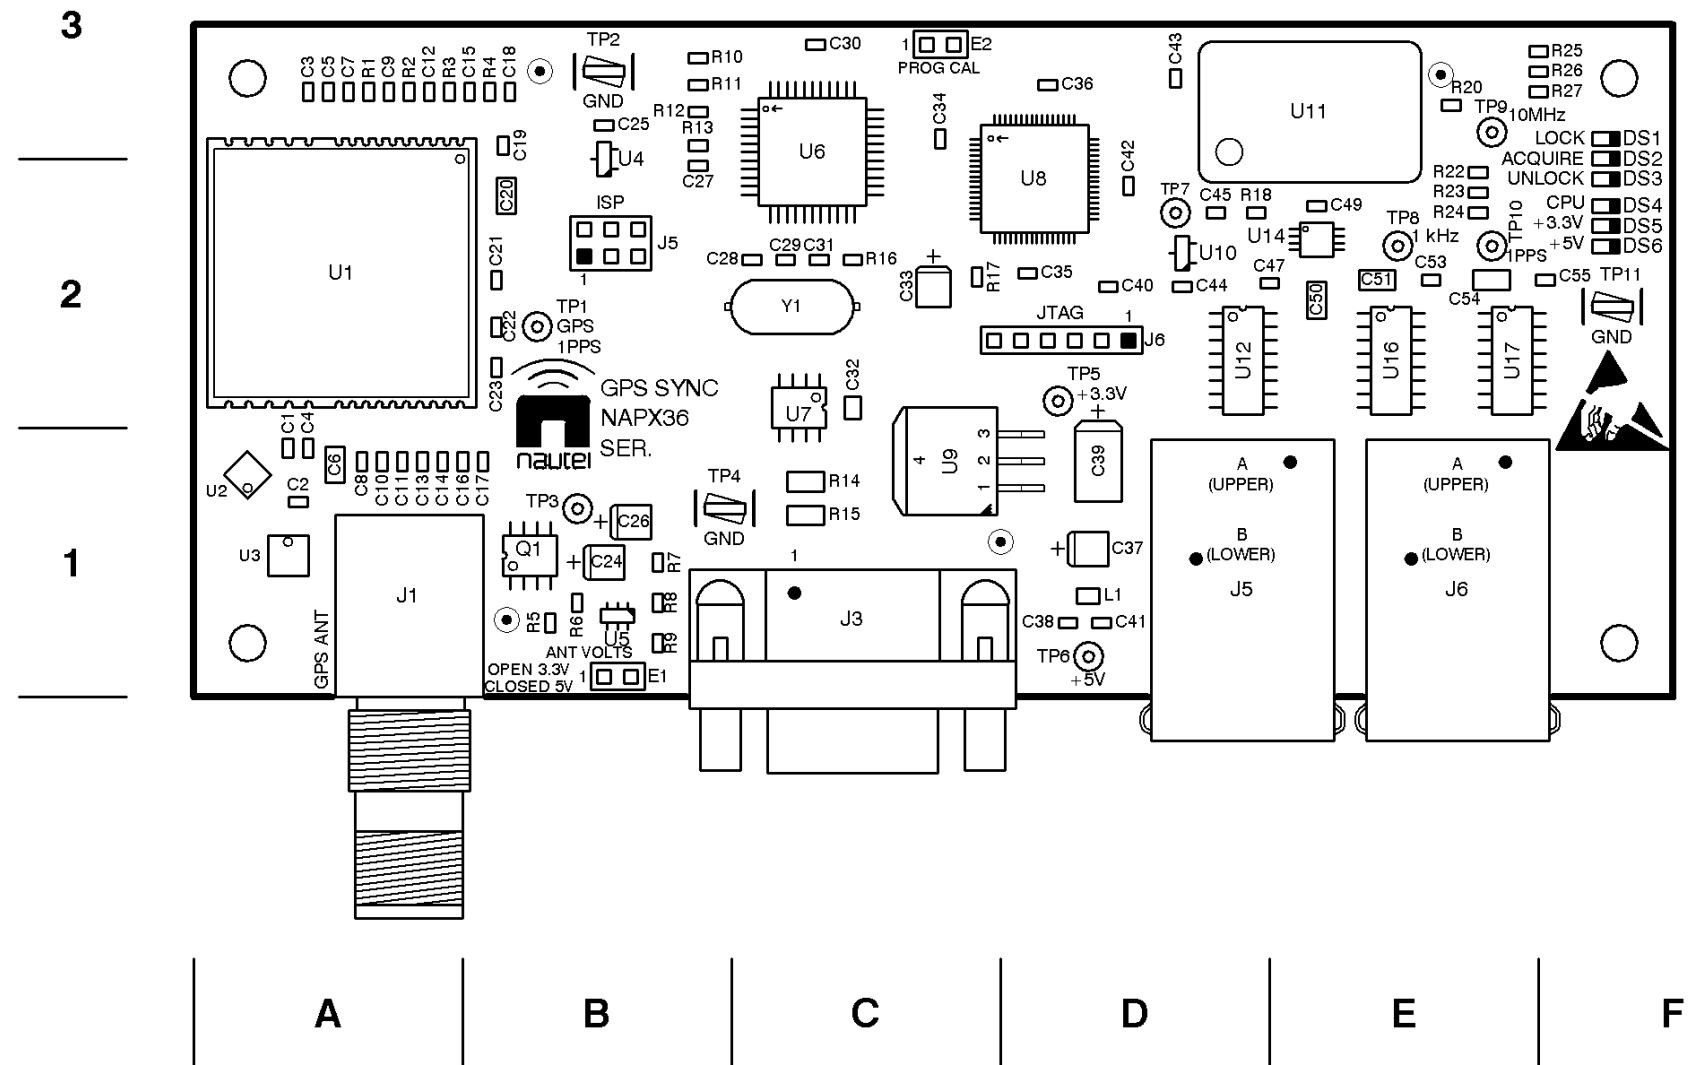 3
2
1
C3 C5 C7 R1 C9 R2 C12 R3 C15 R4 C18
TP2
GND
R10
R11
R12
R13
C27
C25
U4
C30
1 E2
PROG CAL
C34
C36
C43
U11
R20
TP9
10MHz
R25
R26
R27
LOCK DS1
ACQUIRE DS2
UNLOCK DS3
CPU DS4
+3.3V DS5
+5V DS6
C19
C20
C21
C22
C23
U1
ISP
J5
1
U6
U8
C42
TP7
C45 R18
U10
U14
C49
R22
R23
R24
TP8
1 kHz
TP10
1PPS
C28
C29 C31
R16
+
C33
R17
C35
C40
C44
C47
C50
C51
C53
C54
C55
TP11
GND
TP1
GPS
1PPS
Y1
JTAG
1
J6
U12
U16
U17
GPS SYNC
NAPX36
SER.
nautel
U7
C32
TP5
+3.3V
+
C39
U9
4
3
2
1
C1 C4
U2
C2
C6
C8 C10 C11 C13 C14 C16 C17
TP3
+ C26
+ C24
Q1
TP4
GND
R14
R15
+ C37
L1
C38 C41
TP6
+5V
A
(UPPER)
B
(LOWER)
J5
A
(UPPER)
B
(LOWER)
J6
U3
J1
GPS ANT
R5
R6
R7
R8
R9
U5
ANT VOLTS
OPEN 3.3V
CLOSED 5V
1 E1
1
J3
A B C D E F